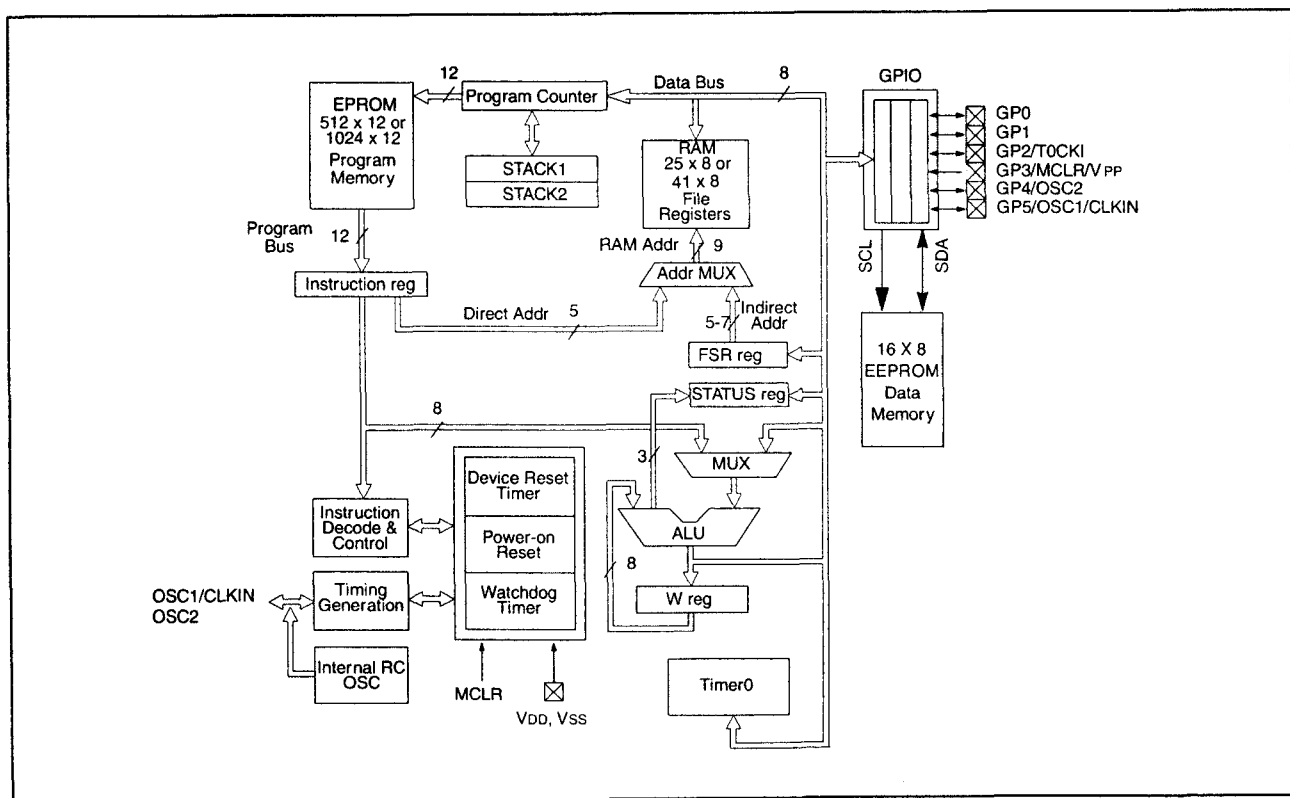 12
Data Bus
8
GPIO
EPROM
512 x 12 or
1024 x 12
Program
Memory
Program Counter
STACK1
STACK2
RAM
25 x 8 or
41 x 8
File
Registers
GP0
GP1
GP2/T0CKI
GP3/MCLR/VPP
GP4/OSC2
GP5/OSC1/CLKIN
Program
Bus
12
RAM Addr
9
SCL
SDA
Instruction reg
Addr MUX
Direct Addr
5
5-7
Indirect
Addr
FSR reg
STATUS reg
16 X 8
EEPROM
Data
Memory
8
3
MUX
Device Reset
Timer
Instruction
Decode &
Control
Power-on
Reset
ALU
8
OSC1/CLKIN
OSC2
Timing
Generation
Watchdog
Timer
W reg
Internal RC
OSC
MCLR
VDD, VSS
Timer0